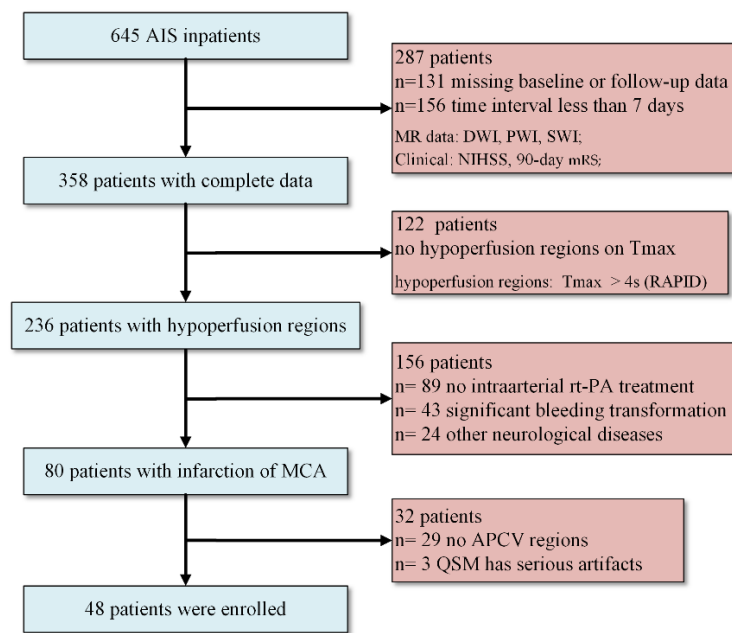 645 AIS inpatients
287 patients
n=131 missing baseline or follow-up data
n=156 time interval less than 7 days
MR data: DWI, PWI, SWI;
Clinical: NIHSS, 90-day mRS;
358 patients with complete data
122 patients
no hypoperfusion regions on Tmax
hypoperfusion regions: Tmax > 4s (RAPID)
236 patients with hypoperfusion regions
156 patients
n= 89 no intraarterial rt-PA treatment
n= 43 significant bleeding transformation
n= 24 other neurological diseases
80 patients with infarction of MCA
32 patients
n= 29 no APCV regions
n= 3 QSM has serious artifacts
48 patients were enrolled